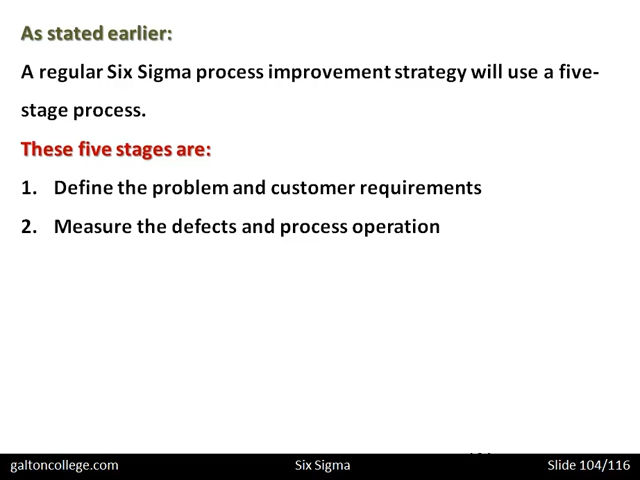 As stated earlier:
A regular Six Sigma process improvement strategy will use a five-
stage process.
These five stages are:
1. Define the problem and customer requirements
2. Measure the defects and process operation
galtoncollege.com Six Sigma Slide 104/116